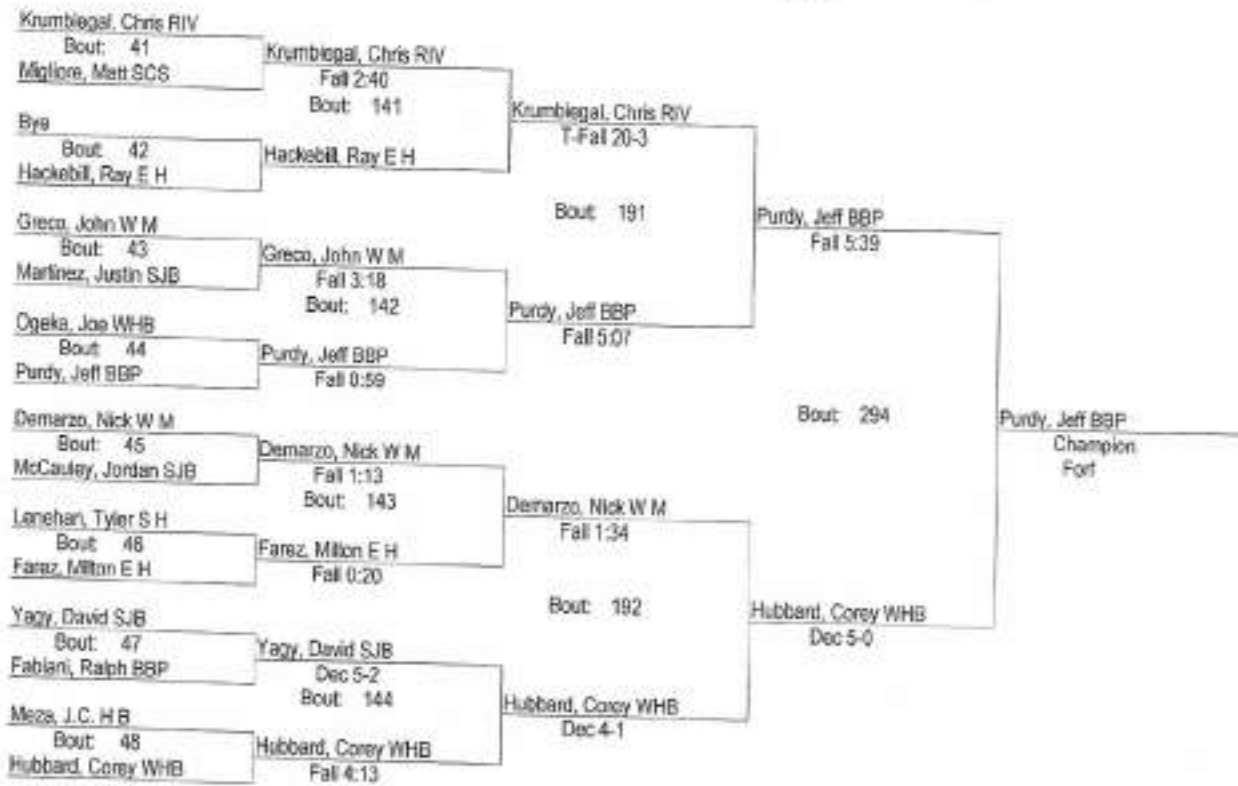 Krumbiegal, Chris RIV
Bout: 41
Migliore, Matt SCS
Bye
Bout: 42
Hackebill, Ray E H
Greco, John W M
Bout: 43
Martinez, Justin SJB
Ogeka, Joe WHB
Bout: 44
Purdy, Jeff BBP
Demarzo, Nick W M
Bout: 45
McCauley, Jordan SJB
Lenehan, Tyler S H
Bout: 46
Farez, Milton E H
Yagy, David SJB
Bout: 47
Fabiani, Ralph BBP
Meza, J.C. H B
Bout: 48
Hubbard, Corey WHB
Krumbiegal, Chris RIV
Fall 2:40
Bout: 141
Hackebill, Ray E H
Greco, John W M
Fall 3:18
Bout: 142
Purdy, Jeff BBP
Fall 0:59
Demarzo, Nick W M
Fall 1:13
Bout: 143
Farez, Milton E H
Fall 0:20
Yagy, David SJB
Dec 5-2
Bout: 144
Hubbard, Corey WHB
Fall 4:13
Krumbiegal, Chris RIV
T-Fall 20-3
Bout: 191
Purdy, Jeff BBP
Fall 5:07
Demarzo, Nick W M
Fall 1:34
Bout: 192
Hubbard, Corey WHB
Dec 4-1
Purdy, Jeff BBP
Fall 5:39
Bout: 294
Hubbard, Corey WHB
Dec 5-0
Purdy, Jeff BBP
Champion
Forf